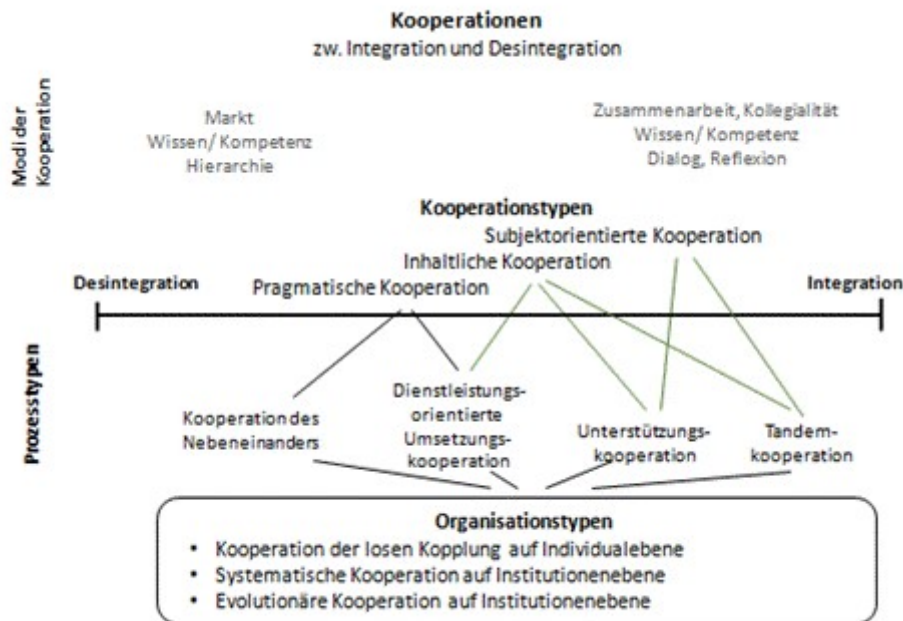 Kooperationen
zw. Integration und Desintegration
Modi der
Kooperation
Markt
Wissen/ Kompetenz
Hierarchie
Zusammenarbeit, Kollegialität
Wissen/ Kompetenz
Dialog, Reflexion
Kooperationstypen
Subjektorientierte Kooperation
Inhaltliche Kooperation
Pragmatische Kooperation
Desintegration
Integration
Prozesstypen
Kooperation des
Nebeneinanders
Dienstleistungs-
orientierte
Umsetzungs-
kooperation
Unterstützungs-
kooperation
Tandem-
kooperation
Organisationstypen
• Kooperation der losen Kopplung auf Individualebene
• Systematische Kooperation auf Institutionenebene
• Evolutionäre Kooperation auf Institutionenebene